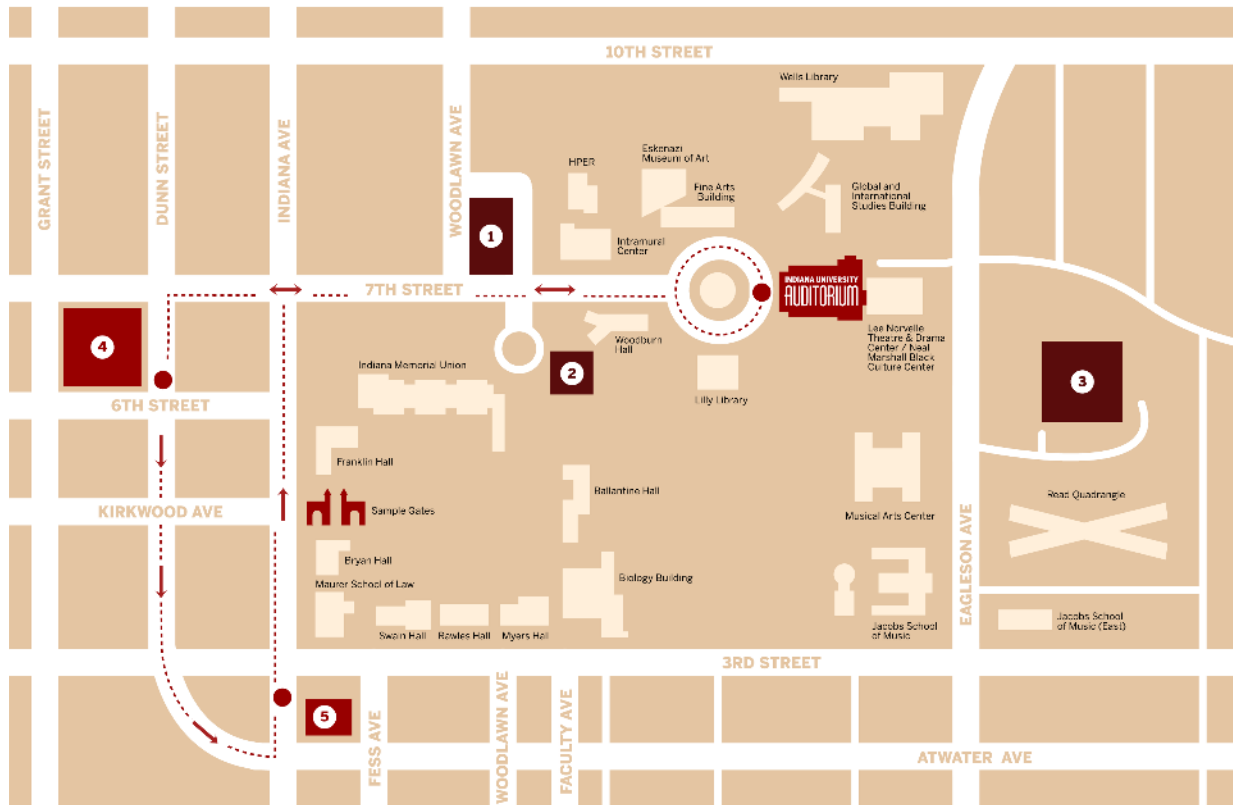 10TH STREET
Wells Library
GRANT STREET
DUNN STREET
INDIANA AVE
WOODLAWN AVE
HPER
Eskenazi
Museum of Art
Fine Arts
Building
Global and
International
Studies Building
1
Intramural
Center
7TH STREET
INDIANA UNIVERSITY
AUDITORIUM
Lee Norvelle
Theatre & Drama
Center / Neal
Marshall Black
Culture Center
4
Woodburn
Hall
Indiana Memorial Union
2
3
Lilly Library
6TH STREET
Franklin Hall
Ballantine Hall
Read Quadrangle
KIRKWOOD AVE
Sample Gates
Musical Arts Center
EAGLESON AVE
Bryan Hall
Maurer School of Law
Biology Building
Swain Hall
Rawles Hall
Myers Hall
Jacobs School
of Music
Jacobs School
of Music (East)
3RD STREET
5
FESS AVE
WOODLAWN AVE
FACULTY AVE
ATWATER AVE